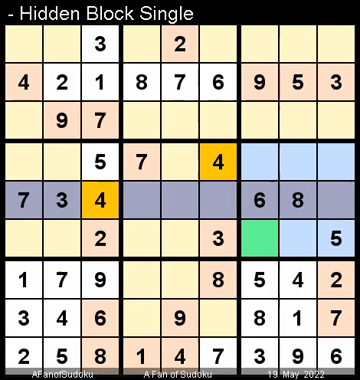 - Hidden Block Single
3 2
4 2 1 8 7 6 9 5 3
9 7
5 7 4
7 3 4 6 8
2 3 5
1 7 9 8 5 4 2
3 4 6 9 8 1 7
2 5 8 1 4 7 3 9 6
AFanofSudoku A Fan of Sudoku 19 May 2022